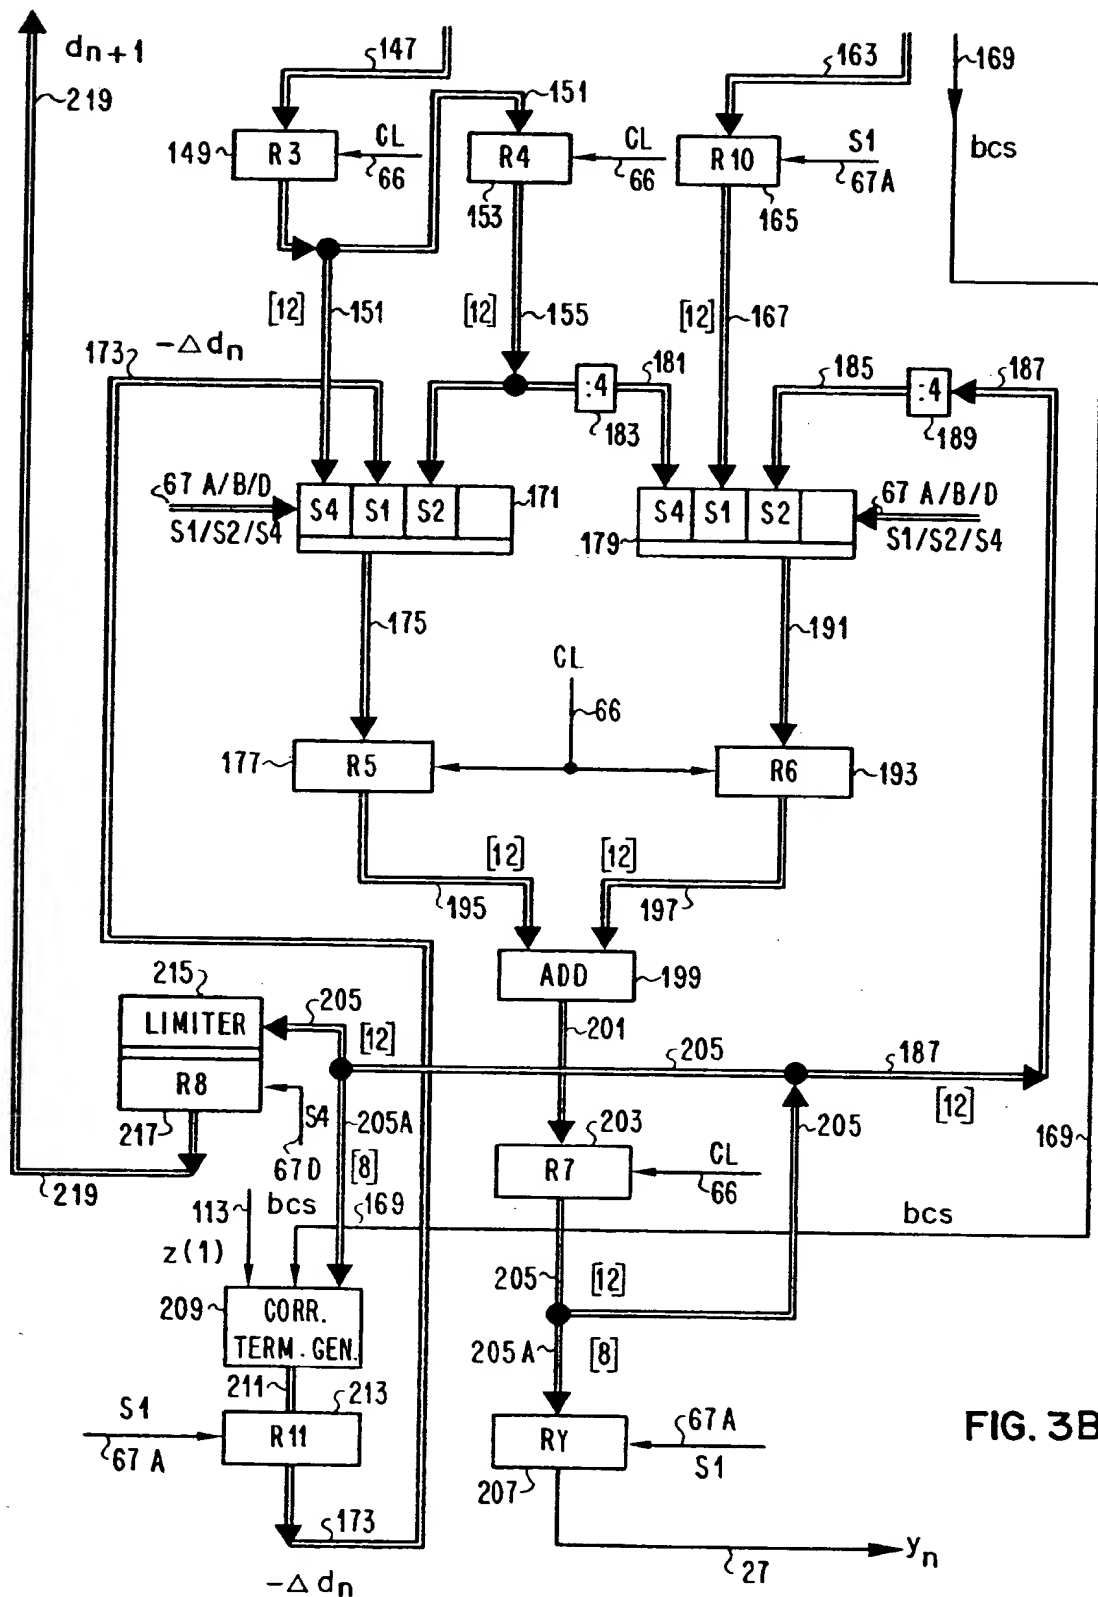 dn+1
147
163
169
219
151
CL
CL
S1
bcs
149
R3
R4
R10
66
66
67A
153
165
[12]
151
[12]
155
[12]
167
-Δdn
173
181
185
187
:4
:4
183
189
67 A/B/D
S4
S1
S2
171
S4
S1
S2
67 A/B/D
S1/S2/S4
179
S1/S2/S4
175
191
CL
66
177
R5
R6
193
[12]
[12]
195
197
215
ADD
199
205
LIMITER
[12]
201
205
187
R8
[12]
217
S4
205A
203
205
169
67D
[8]
R7
CL
66
219
113
bcs
169
bcs
z(1)
205
[12]
209
CORR.
TERM.GEN.
205A
[8]
211
213
S1
R11
RY
67A
FIG. 3B
67A
S1
207
173
yn
27
-Δdn